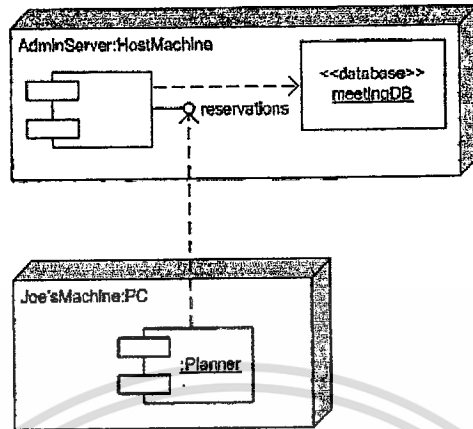 AdminServer:HostMachine
<<database>>
meetingDB
reservations
Joe'sMachine:PC
:Planner